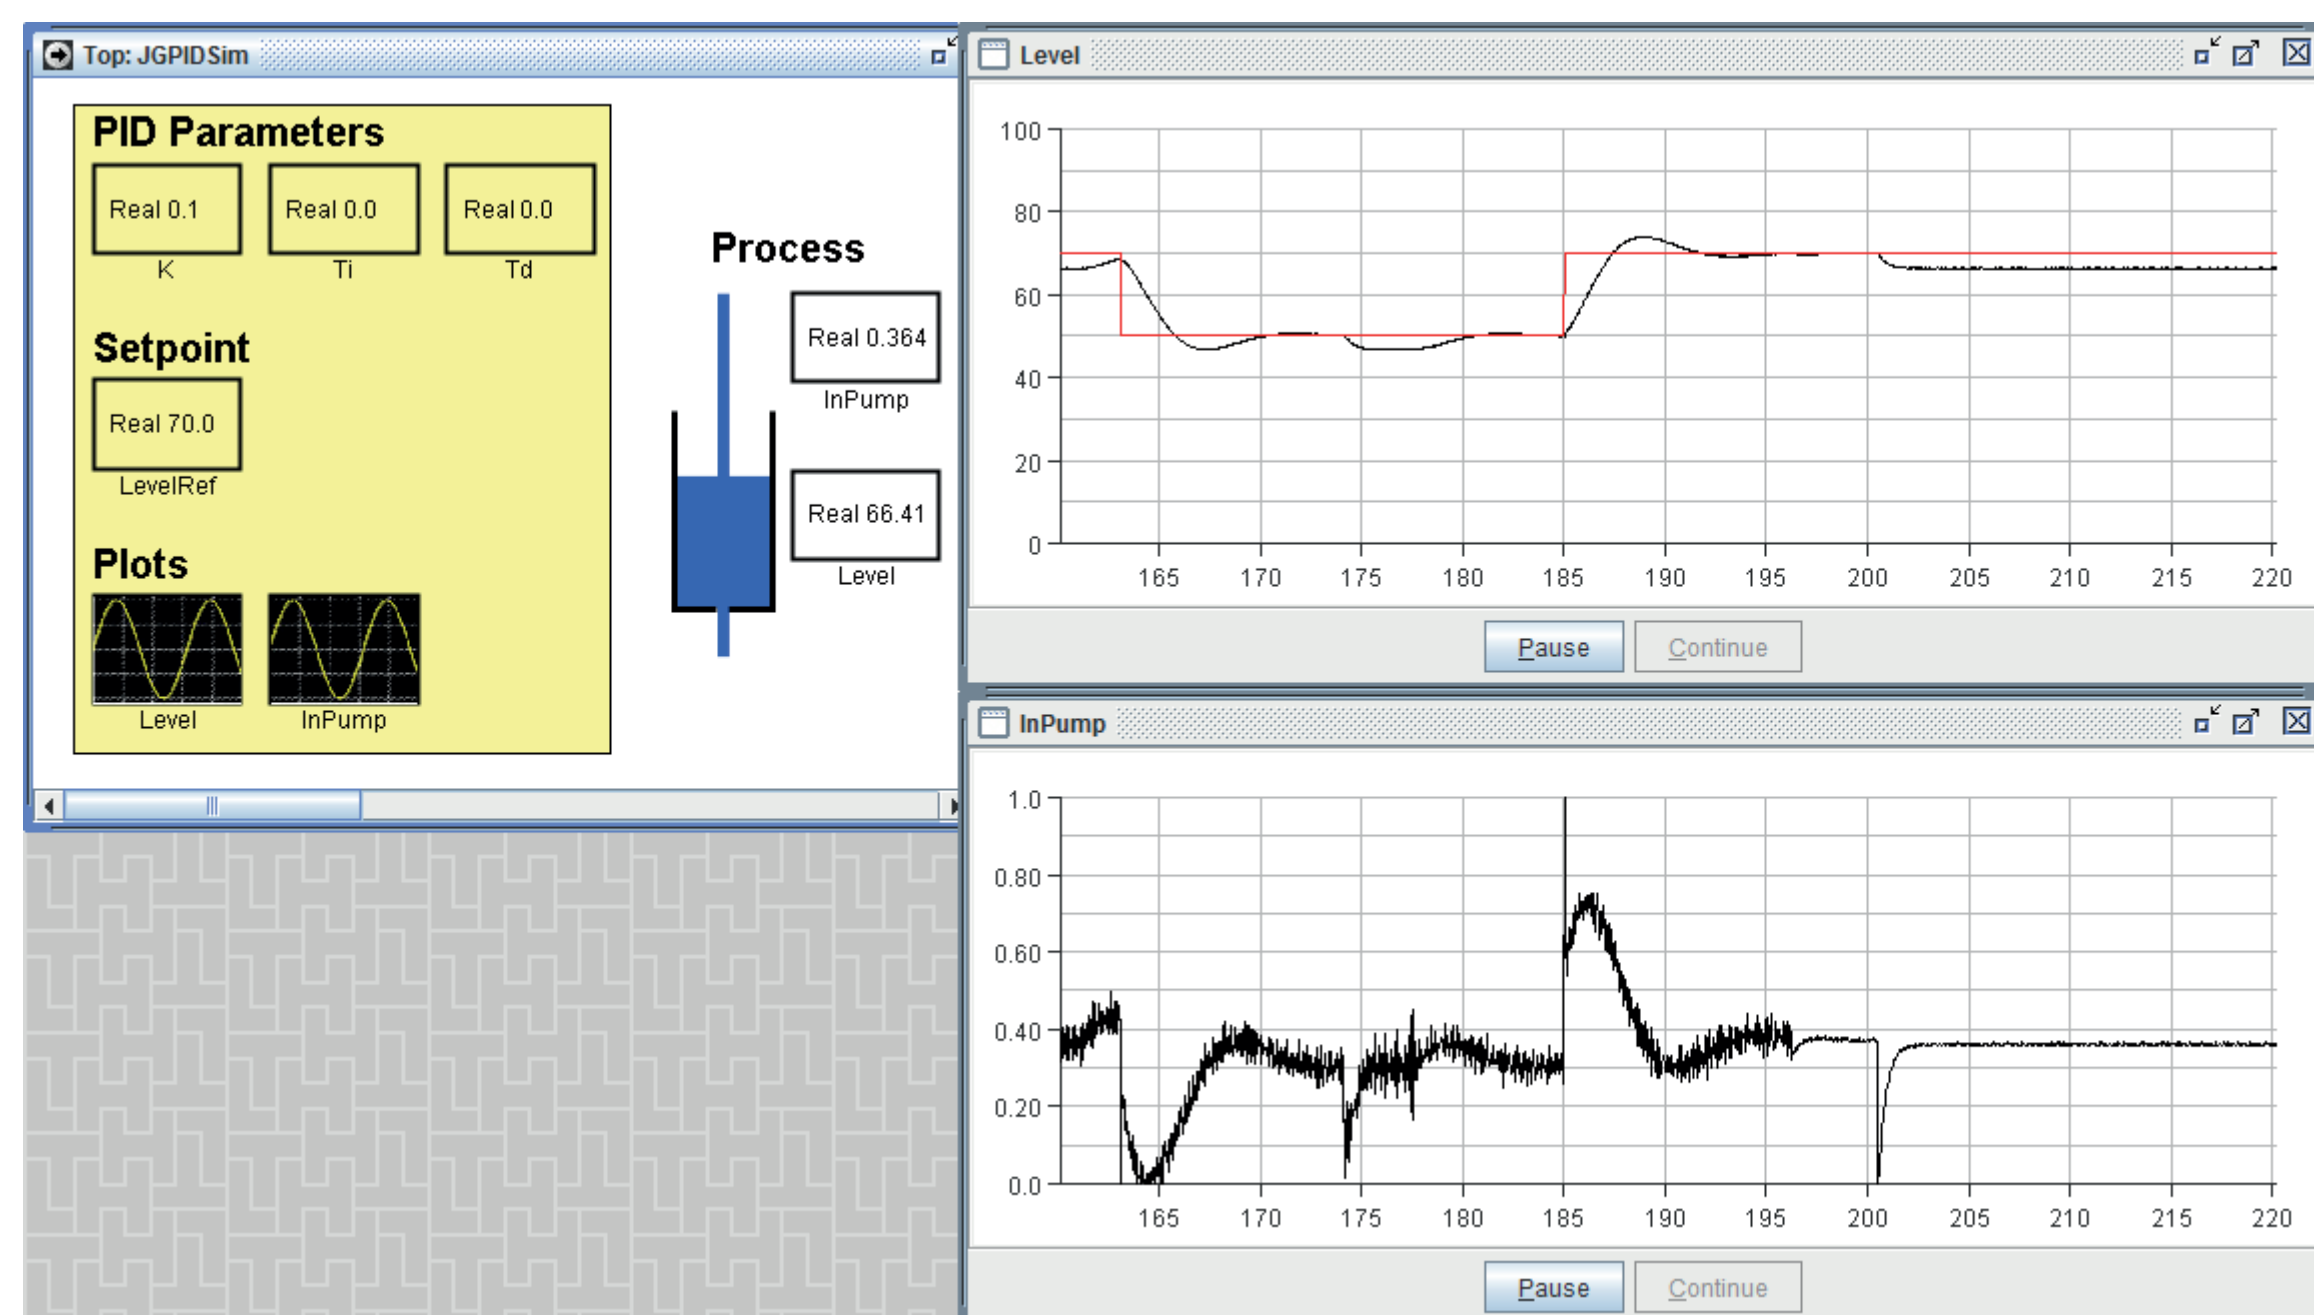 Top: JGPIDSim
PID Parameters
Real 0.1
Real 0.0
Real 0.0
K
Ti
Td
Setpoint
Real 70.0
LevelRef
Plots
Level
InPump
Process
Real 0.364
InPump
Real 66.41
Level
Level
100
80
60
40
20
0
165 170 175 180 185 190 195 200 205 210 215 220
Pause
Continue
InPump
1.0
0.80
0.60
0.40
0.20
0.0
165 170 175 180 185 190 195 200 205 210 215 220
Pause
Continue